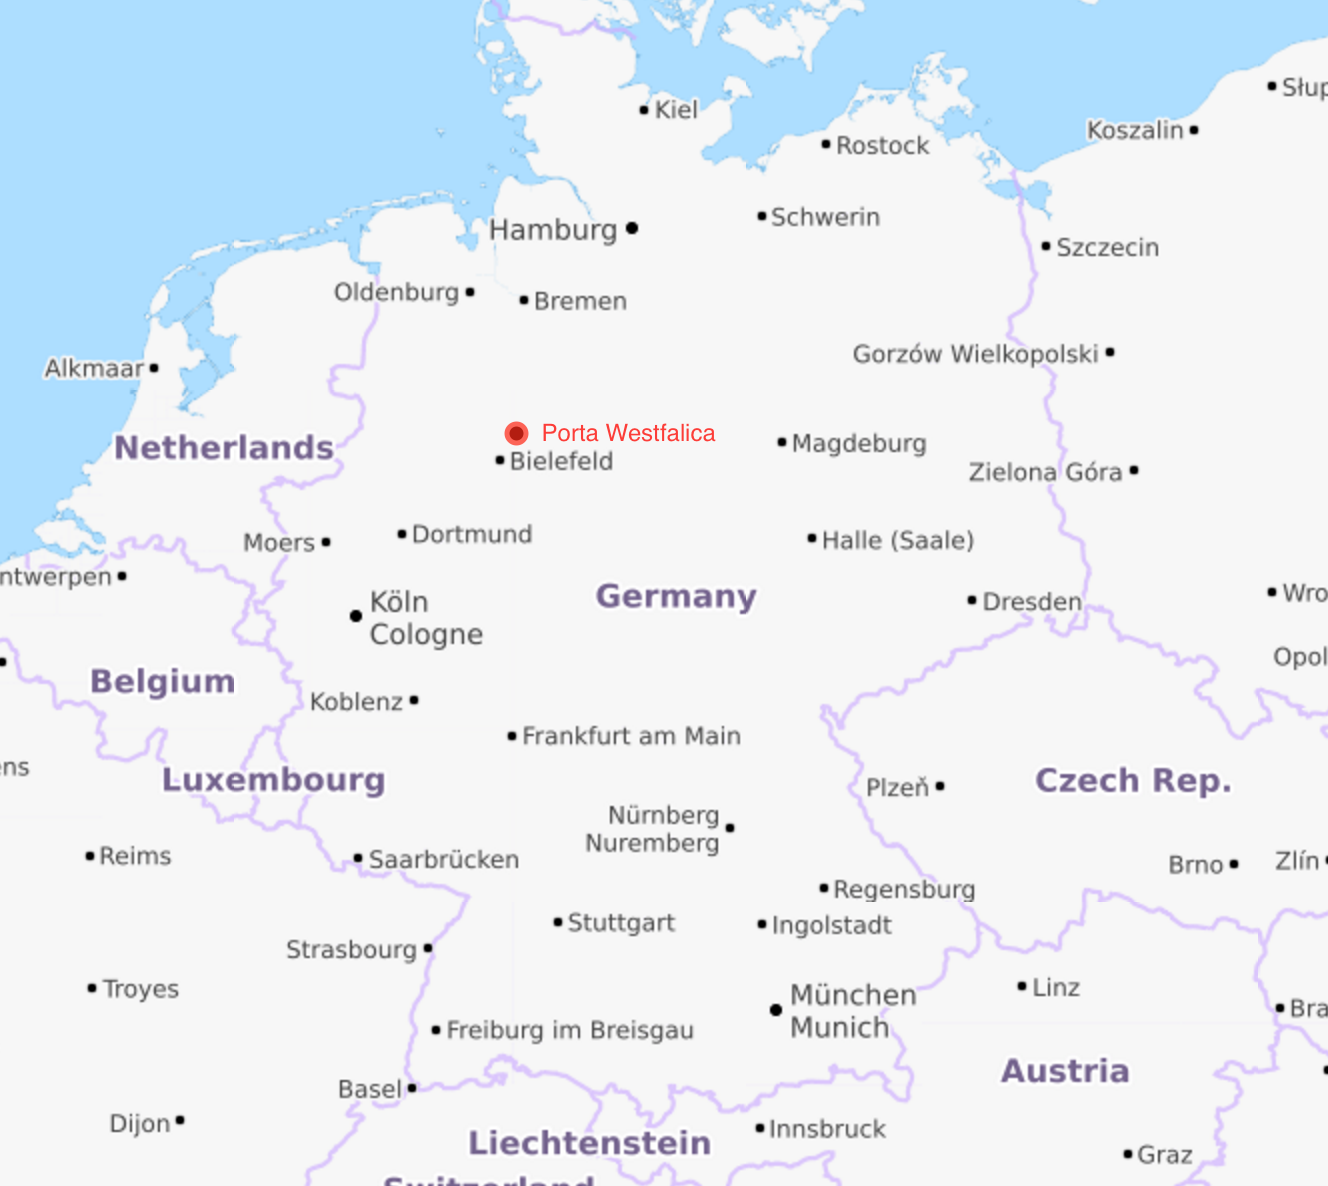 Kiel
Słup
Koszalin
Rostock
Schwerin
Hamburg
Szczecin
Oldenburg
Bremen
Gorzów Wielkopolski
Alkmaar
Porta Westfalica
Netherlands
Magdeburg
Bielefeld
Zielona Góra
Dortmund
Moers
Halle (Saale)
ntwerpen
Germany
Wro
Dresden
Köln
Cologne
Opol
Belgium
Koblenz
Frankfurt am Main
ens
Luxembourg
Plzeň
Czech Rep.
Nürnberg
Nuremberg
Reims
Saarbrücken
Brno
Zlín
Regensburg
Stuttgart
Ingolstadt
Strasbourg
Troyes
Linz
München
Munich
Bra
Freiburg im Breisgau
Austria
Basel
Dijon
Innsbruck
Liechtenstein
Graz
Switzerland